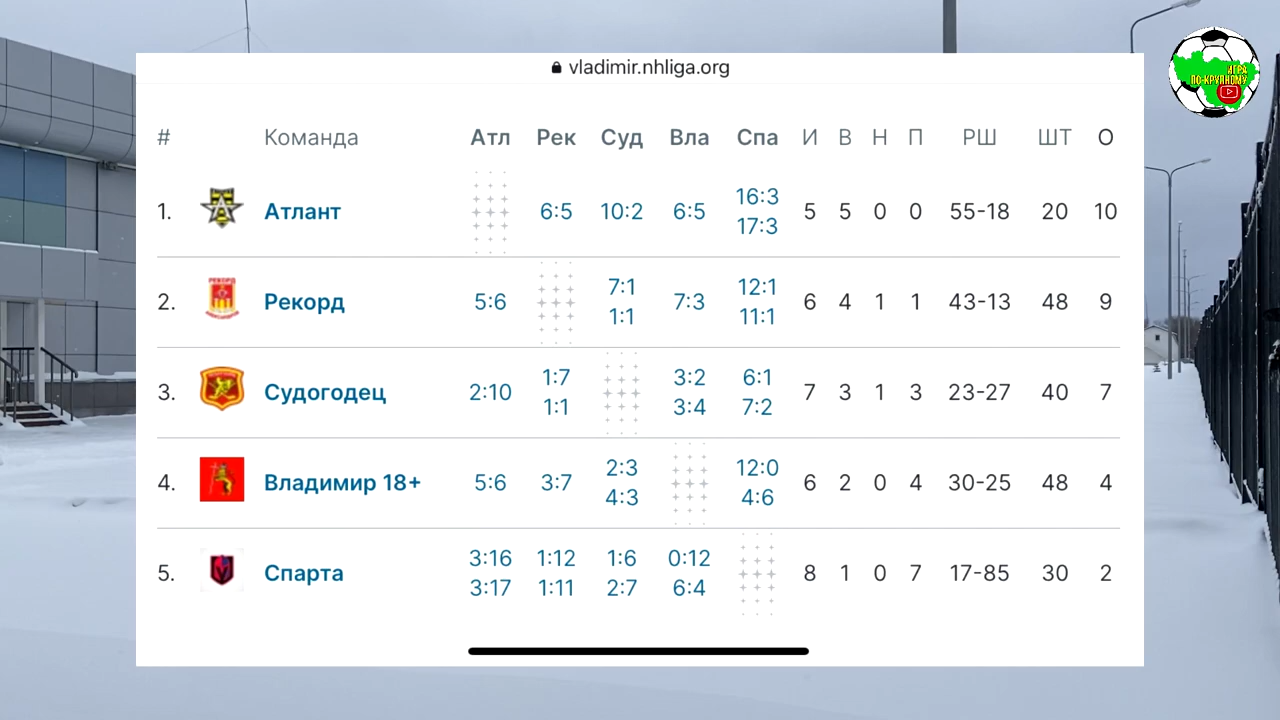 vladimir.nhliga.org
ИГРА
ПО-КРУПНОМУ
# Команда Атл Рек Суд Вла Спа И В Н П РШ ШТ О
1. Атлант 6:5 10:2 6:5 16:3 17:3 5 5 0 0 55-18 20 10
РЕКОРД
2. Рекорд 5:6 7:1 1:1 7:3 12:1 11:1 6 4 1 1 43-13 48 9
3. Судогодец 2:10 1:7 1:1 3:2 3:4 6:1 7:2 7 3 1 3 23-27 40 7
4. Владимир 18+ 5:6 3:7 2:3 4:3 12:0 4:6 6 2 0 4 30-25 48 4
5. Спарта 3:16 3:17 1:12 1:11 1:6 2:7 0:12 6:4 8 1 0 7 17-85 30 2